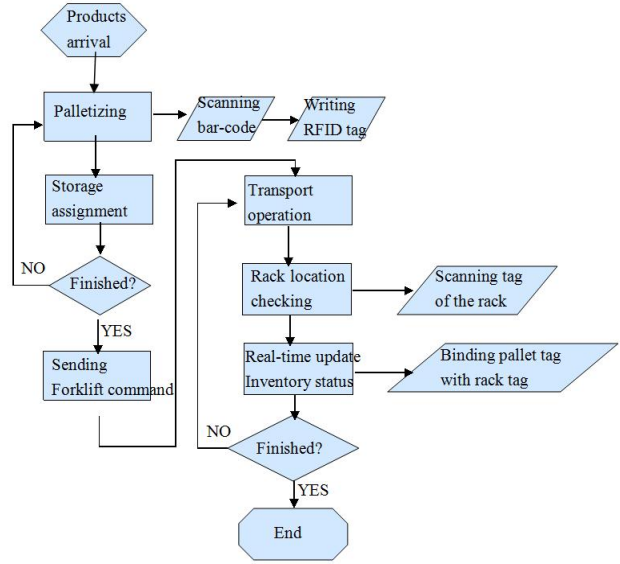 Products
arrival
Palletizing
Scanning
bar-code
Writing
RFID tag
Storage
assignment
NO
Finished?
YES
Sending
Forklift command
Transport
operation
Rack location
checking
Scanning tag
of the rack
Real-time update
Inventory status
Binding pallet tag
with rack tag
NO
Finished?
YES
End